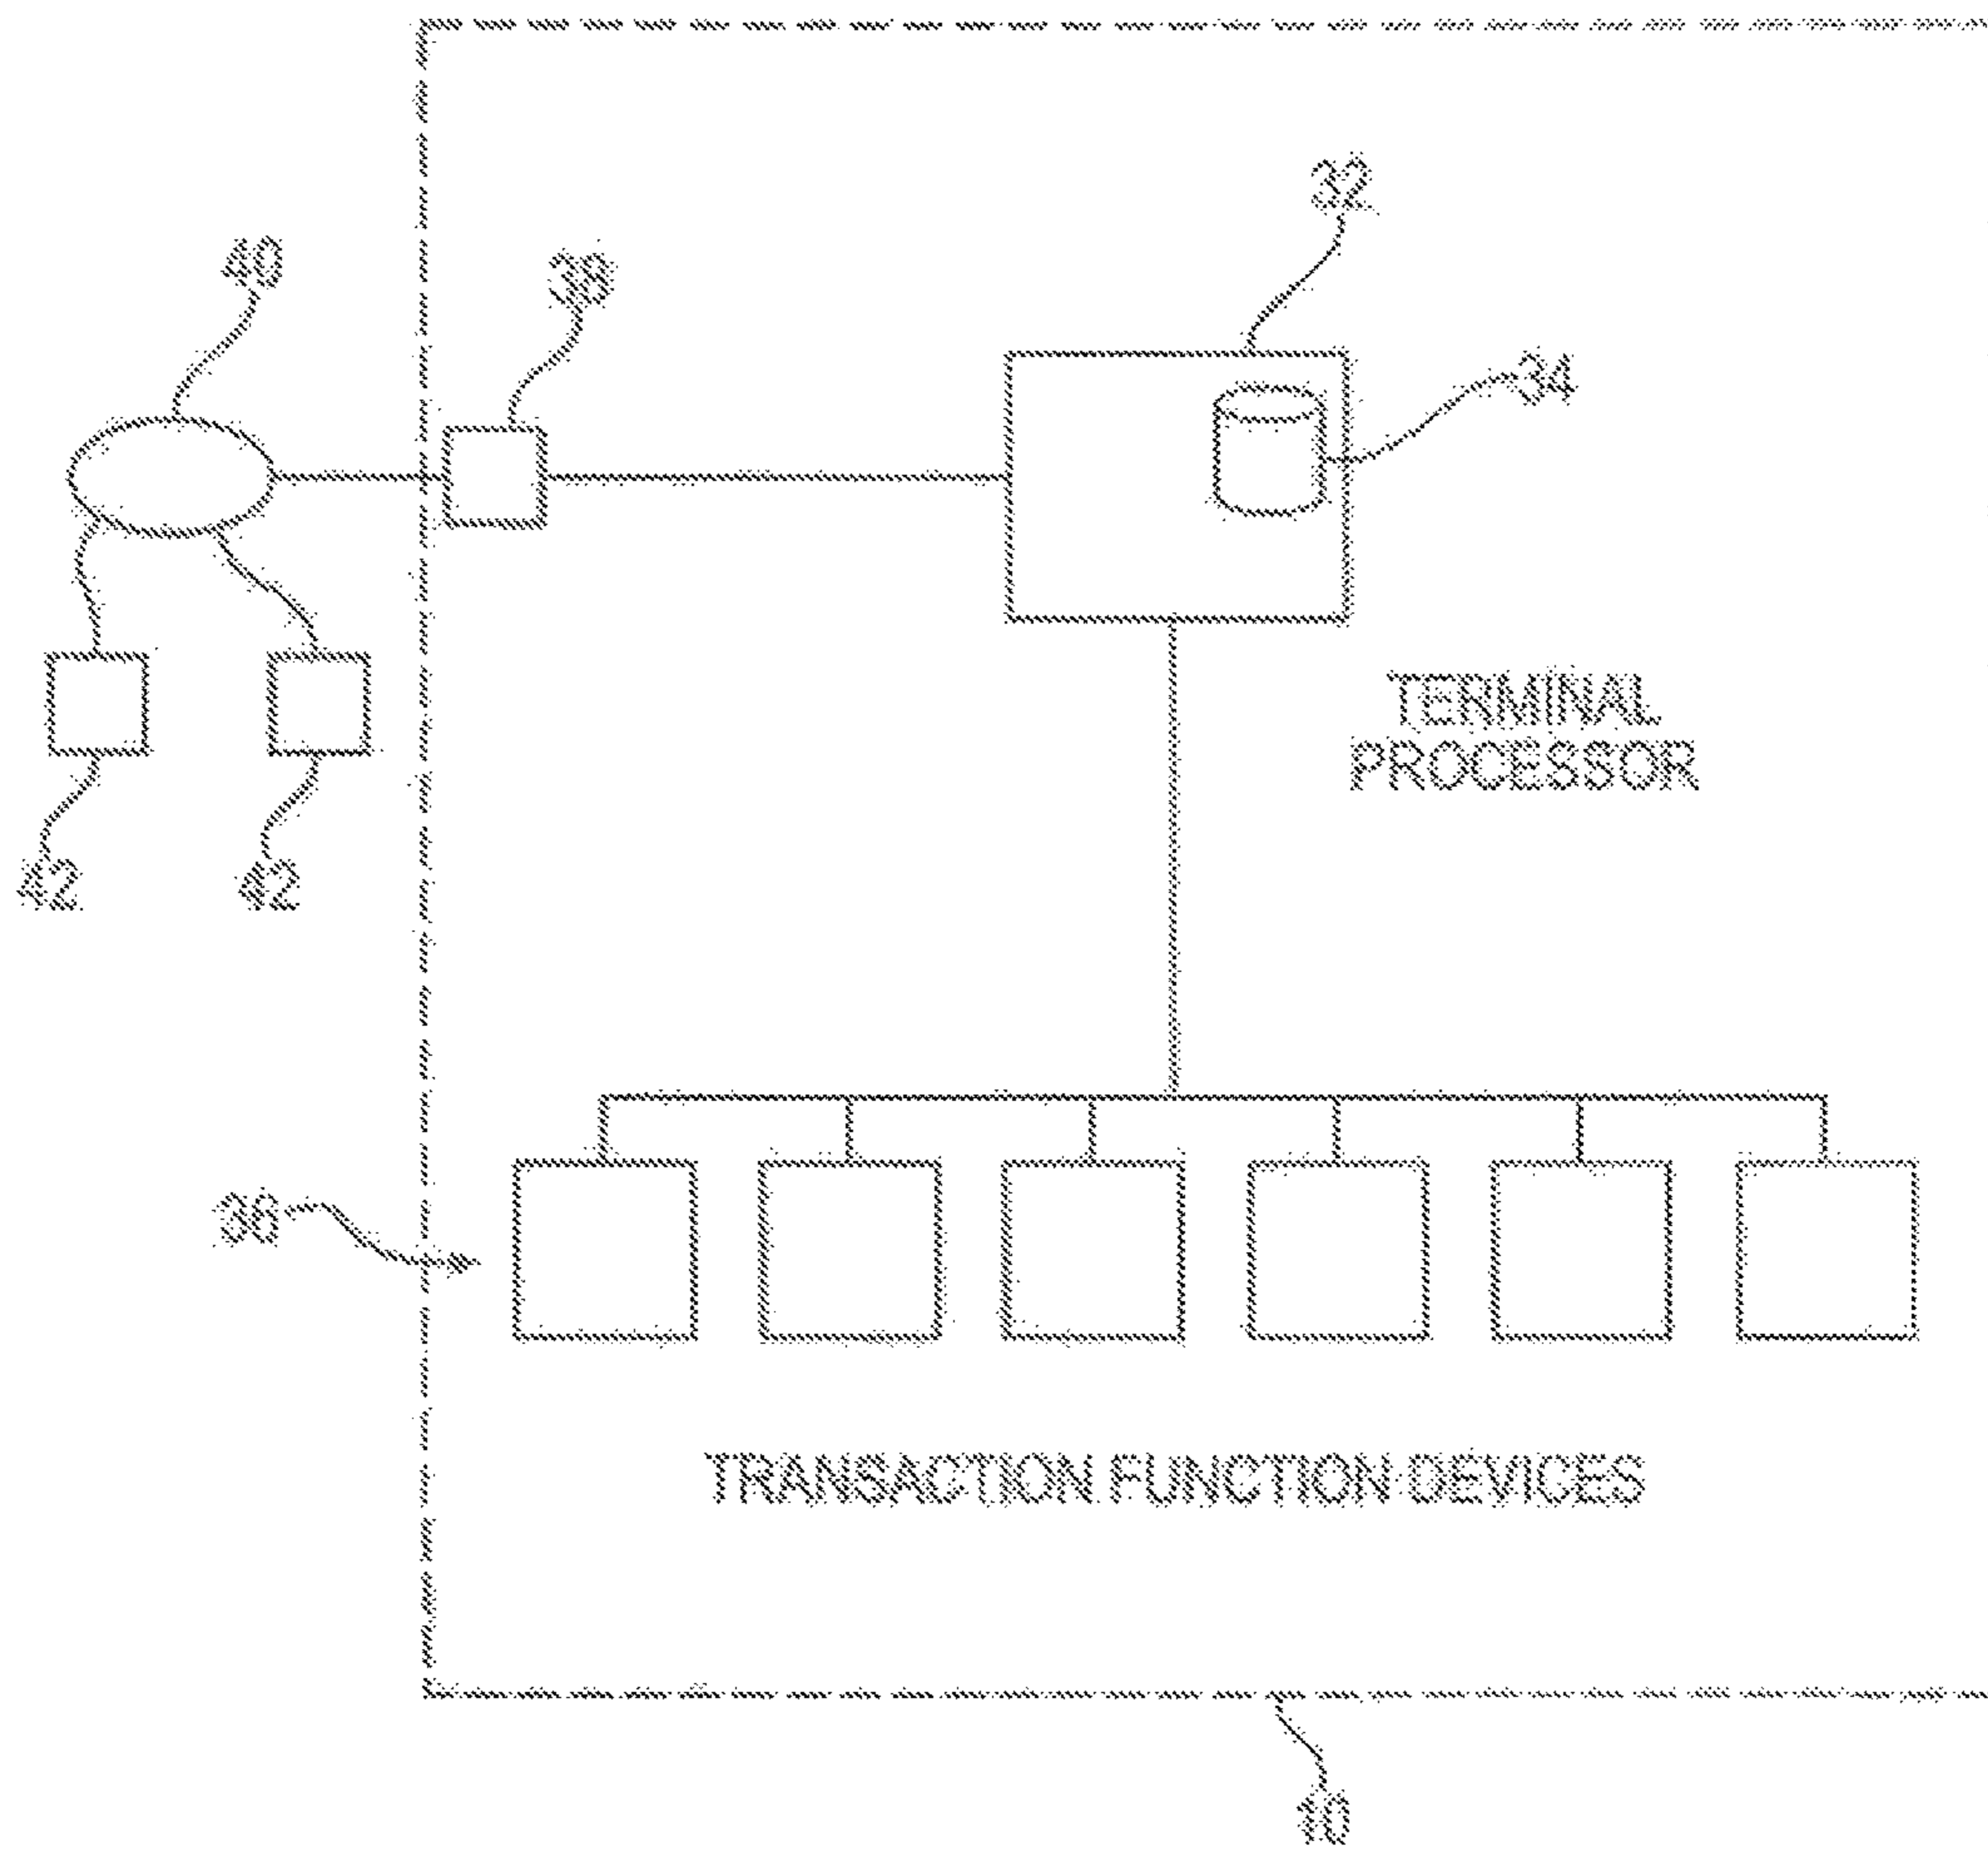 32
40
38
34
TERMINAL
PROCESSOR
42
42
36
TRANSACTION FUNCTION DEVICES
10